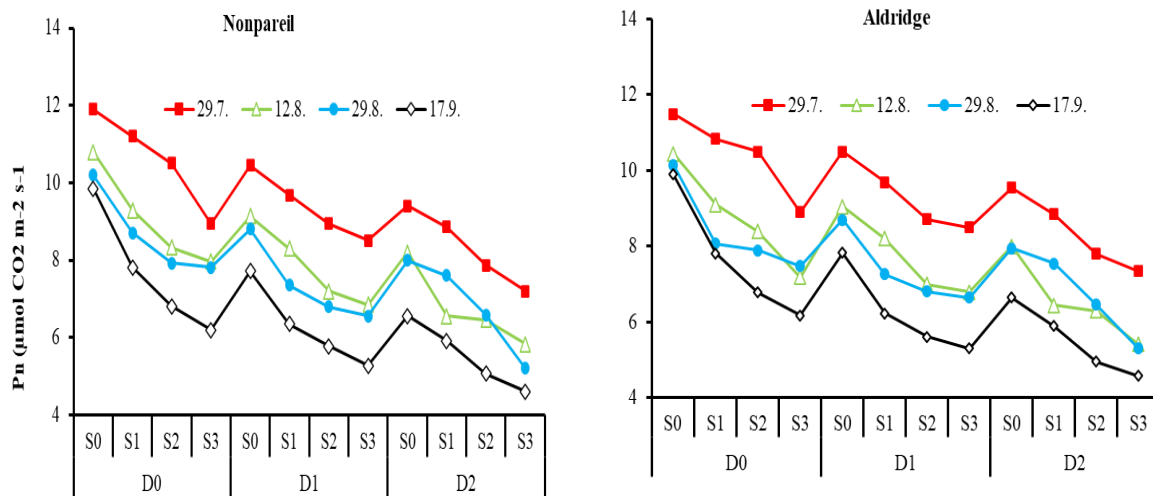 Nonpareil
Pn (µmol CO2 m-2 s-1
14
12
10
8
6
4
29.7. 12.8. 29.8. 17.9.
S0 S1 S2 S3 S0 S1 S2 S3 S0 S1 S2 S3
D0 D1 D2
Aldridge
14
12
10
8
6
4
29.7. 12.8. 29.8. 17.9.
S0 S1 S2 S3 S0 S1 S2 S3 S0 S1 S2 S3
D0 D1 D2